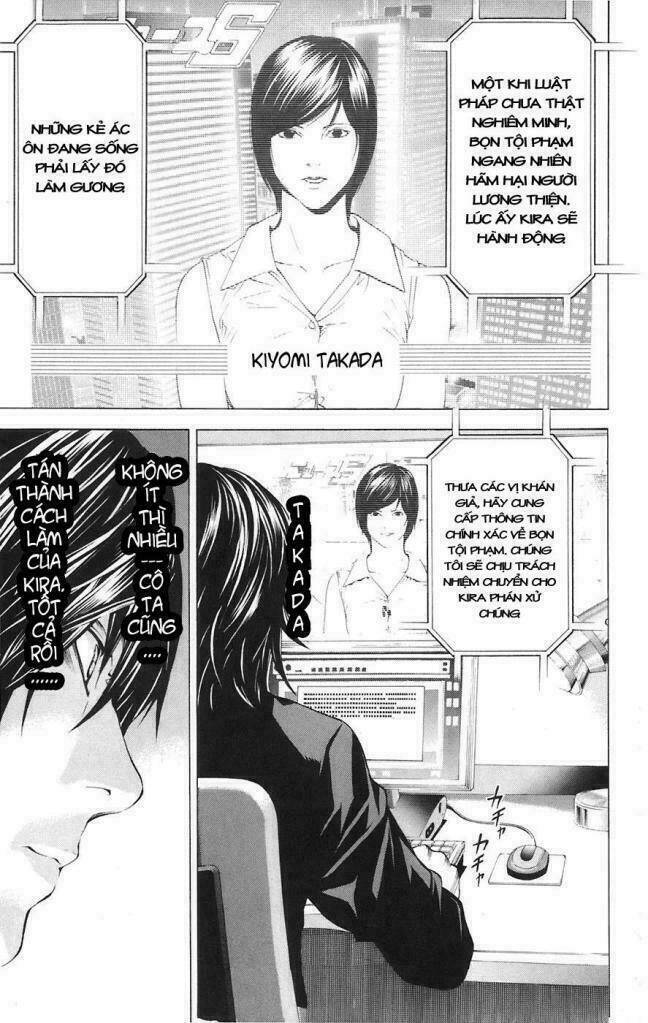 MỘT KHI LUẬT
PHÁP CHƯA THẬT
NGHIÊM MINH,
BỌN TỘI PHẠM
NGANG NHIÊN
HÃM HẠI NGƯỜI
LƯƠNG THIỆN.
LÚC ẤY KIRA SẼ
HÀNH ĐỘNG
NHỮNG KẺ ÁC
ÔN ĐANG SỐNG
PHẢI LẤY ĐÓ
LÀM GƯƠNG
KIYOMI TAKADA
THƯA CÁC VỊ KHÁN
GIẢ, HÃY CUNG
CẤP THÔNG TIN
CHÍNH XÁC VỀ BỌN
TỘI PHẠM. CHÚNG
TÔI SẼ CHỊU TRÁCH
NHIỆM CHUYỂN CHO
KIRA PHÁN XỬ
CHÚNG
TAKADA
カチャ
カチャ
KHÔNG
ÍT
THÌ
NHIỀU
---
CÔ
TA
CŨNG
....
TÁN
THÀNH
CÁCH
LÀM
CỦA
KIRA,
TỐT
CẢ
RỒI
......